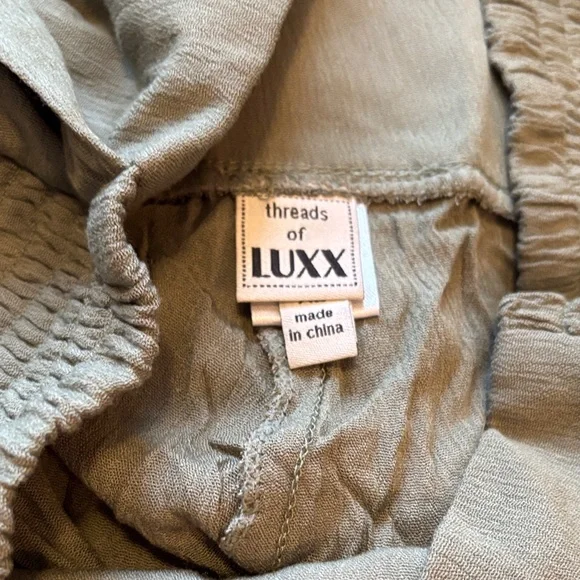 threads
of
LUXX
made
in china